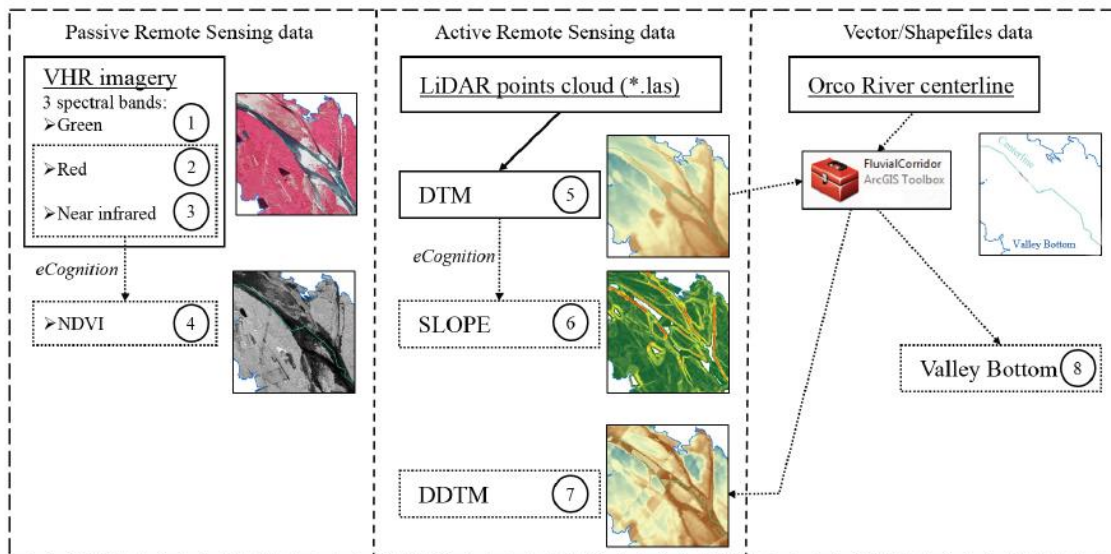 Passive Remote Sensing data
VHR imagery
3 spectral bands:
➢Green 1
➢Red 2
➢Near infrared 3
eCognition
➢NDVI 4
Active Remote Sensing data
LiDAR points cloud (*.las)
DTM 5
eCognition
SLOPE 6
DDTM 7
Vector/Shapefiles data
Orco River centerline
FluvialCorridor
ArcGIS Toolbox
Centerline
Valley Bottom
Valley Bottom 8